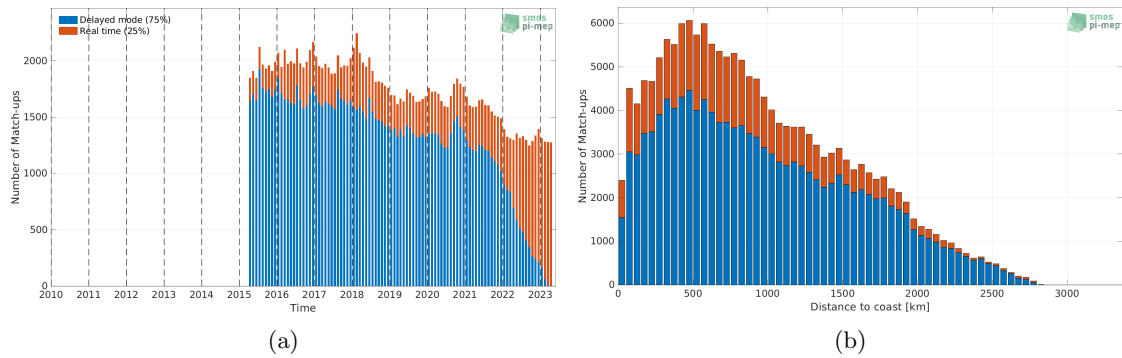 Delayed mode (75%)
Real time (25%)
smos
pi-mep
Number of Match-ups
2000
1500
1000
500
0
2010 2011 2012 2013 2014 2015 2016 2017 2018 2019 2020 2021 2022 2023
Time
(a)
smos
pi-mep
Number of Match-ups
6000
5000
4000
3000
2000
1000
0
0 500 1000 1500 2000 2500 3000
Distance to coast [km]
(b)